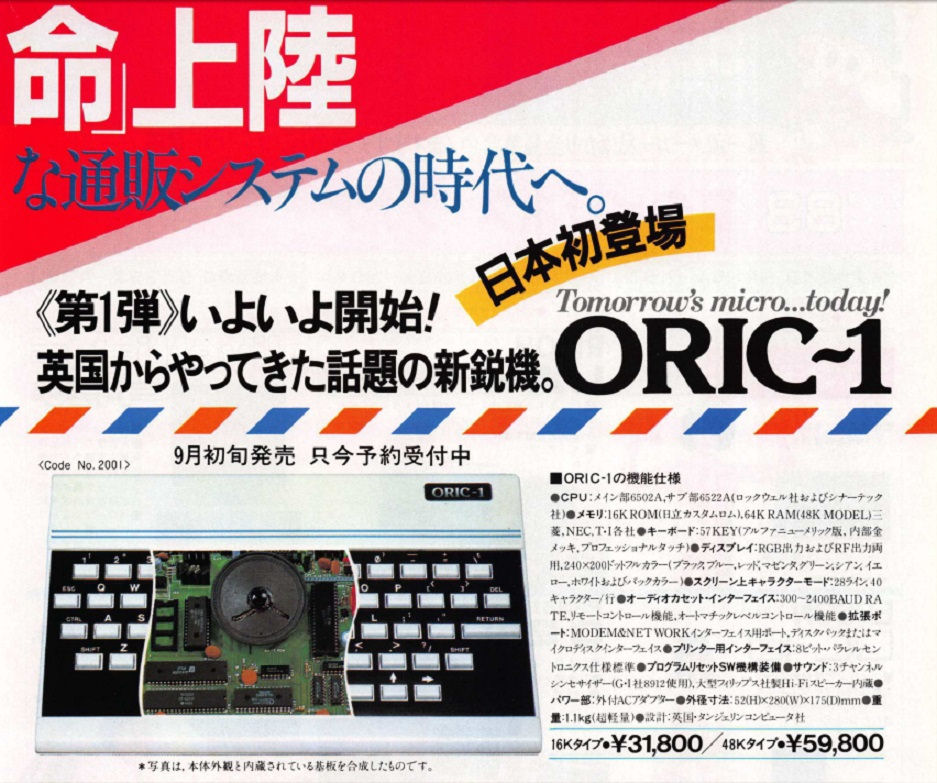 命」上陸
な通販システムの時代へ。
日本初登場
《第1弾》いよいよ開始!
Tomorrow's micro...today!
英国からやってきた話題の新鋭機。
ORIC-1
<Code No.2001>
9月初旬発売 只今予約受付中
ORIC-1
■ORIC-1の機能仕様
●CPU:メイン部6502A,サブ部6522A(ロックウェル社およびシナーテック
社)●メモリ:16K ROM(日立カスタムロム),64K RAM(48K MODEL)三
菱,NEC,T・I各社●キーボード:57KEY(アルファニューメリック版、内部金
メッキ、プロフェッショナルタッチ)●ディスプレイ:RGB出力およびRF出力両
用,240×200ドットフルカラー(ブラック,ブルー,レッド,マゼンタ,グリーン,シアン,イエ
ロー,ホワイトおよびバックカラー)●スクリーン上キャラクターモード:28ライン,40
キャラクター/行●オーディオカセット・インターフェイス:300〜2400BAUD RA
TE,リモートコントロール機能、オートマチックレベルコントロール機能●拡張ポ
ート:MODEM&NET WORKインターフェイス用ポート、ディスクパックまたはマ
イクロディスクインターフェイス●プリンター用インターフェイス:8ビット・パラレルセン
トロニクス仕様標準●プログラムリセットSW機構装備●サウンド:3チャンネル
シンセサイザー(G・I社8912使用),大型フィリップス社製Hi-Fiスピーカー内蔵●
パワー部:外付ACアダプター●外径寸法:52(H)×280(W)×175(D)mm●重
量:1.1kg(超軽量)●設計:英国・タンジェリンコンピュータ社
16Kタイプ●¥31,800/48Kタイプ●¥59,800
ESC Q W O P DEL
CTRL A S L RETURN
SHIFT Z SHIFT
*写真は、本体外観と内蔵されている基板を合成したものです。